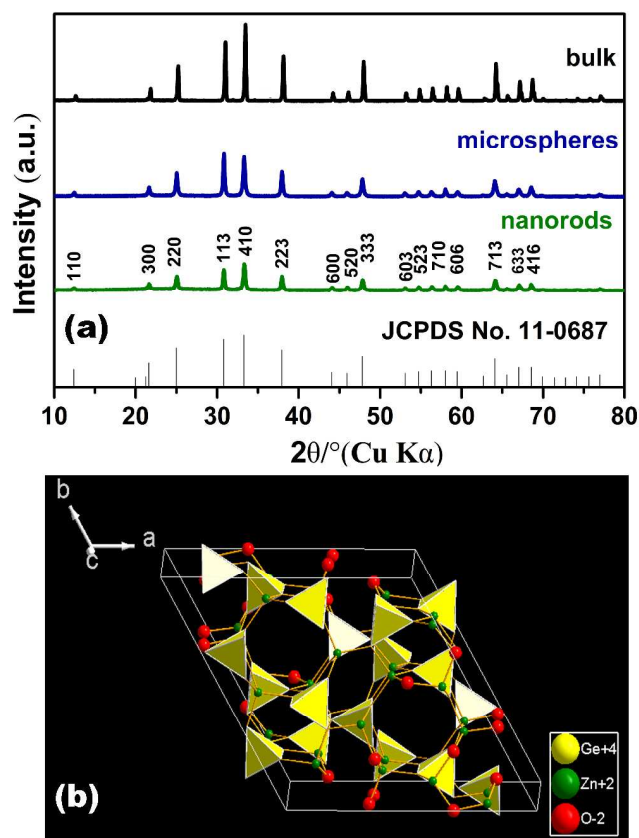 bulk
microspheres
nanorods
110 300 220 113 410 223 600 520 333 603 523 710 606 713 633 416
(a)
JCPDS No. 11-0687
Intensity (a.u.)
10 20 30 40 50 60 70 80
2θ/°(Cu Kα)
b
a
c
Ge+4
Zn+2
O-2
(b)